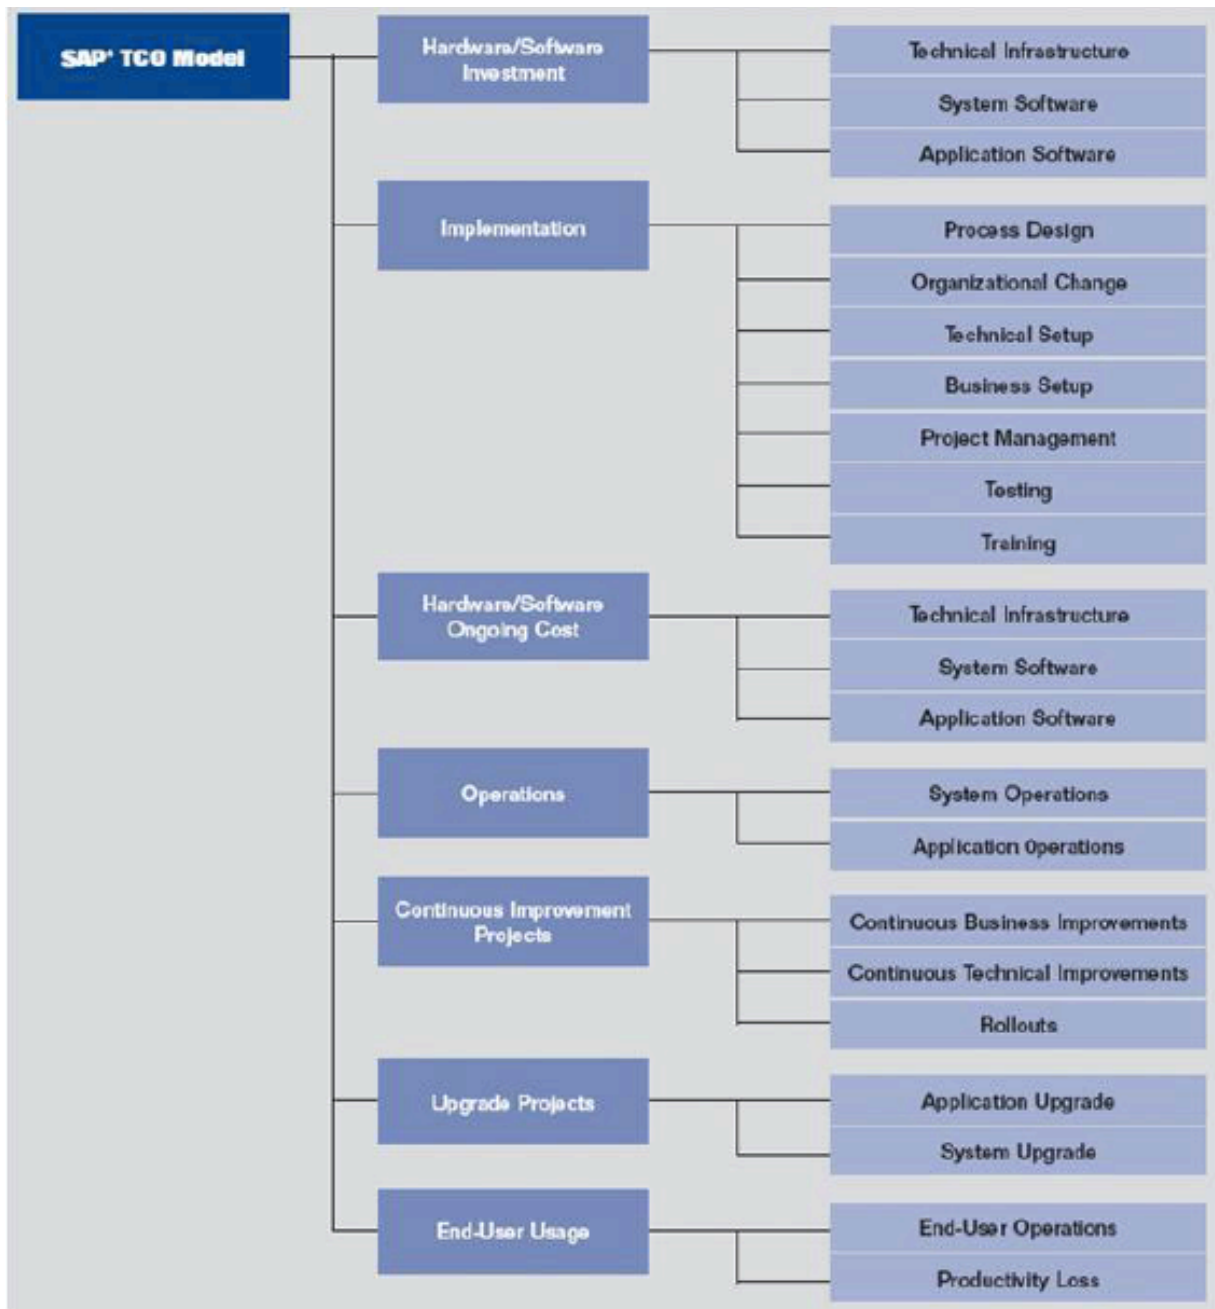 SAP* TCO Model
Hardware/Software
Investment
Technical Infrastructure
System Software
Application Software
Implementation
Process Design
Organizational Change
Technical Setup
Business Setup
Project Management
Testing
Training
Hardware/Software
Ongoing Cost
Technical Infrastructure
System Software
Application Software
Operations
System Operations
Application Operations
Continuous Improvement
Projects
Continuous Business Improvements
Continuous Technical Improvements
Rollouts
Upgrade Projects
Application Upgrade
System Upgrade
End-User Usage
End-User Operations
Productivity Loss